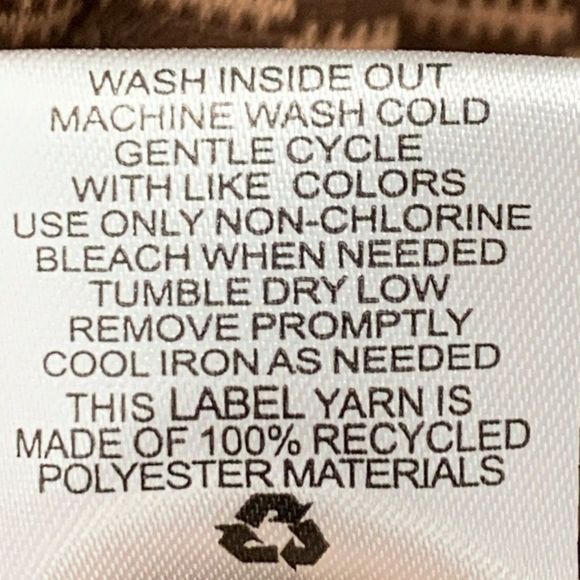 WASH INSIDE OUT
MACHINE WASH COLD
GENTLE CYCLE
WITH LIKE COLORS
USE ONLY NON-CHLORINE
BLEACH WHEN NEEDED
TUMBLE DRY LOW
REMOVE PROMPTLY
COOL IRON AS NEEDED
THIS LABEL YARN IS
MADE OF 100% RECYCLED
POLYESTER MATERIALS